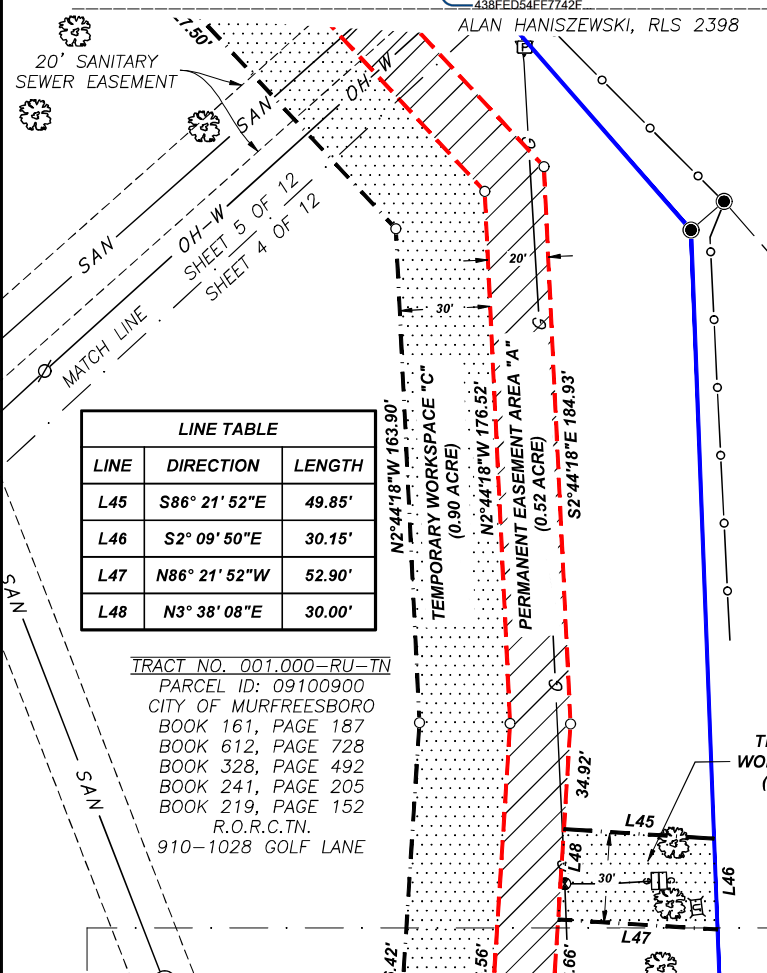 438FED54FF7742F...
ALAN HANISZEWSKI, RLS 2398
7.50'
20' SANITARY
SEWER EASEMENT
SAN
OH-W
P
G
SAN
OH-W
SHEET 5 OF 12
SHEET 4 OF 12
MATCH LINE
20'
30'
G
LINE TABLE
LINE DIRECTION LENGTH
L45 S86° 21' 52"E 49.85'
L46 S2° 09' 50"E 30.15'
L47 N86° 21' 52"W 52.90'
L48 N3° 38' 08"E 30.00'
N2°44'18"W 163.90'
TEMPORARY WORKSPACE "C"
(0.90 ACRE)
N2°44'18"W 176.52'
PERMANENT EASEMENT AREA "A"
(0.52 ACRE)
S2°44'18"E 184.93'
SAN
TRACT NO. 001.000-RU-TN
PARCEL ID: 09100900
CITY OF MURFREESBORO
BOOK 161, PAGE 187
BOOK 612, PAGE 728
BOOK 328, PAGE 492
BOOK 241, PAGE 205
BOOK 219, PAGE 152
R.O.R.C.TN.
910-1028 GOLF LANE
SAN
G
34.92'
L45
L48
30'
L46
L47
.42'
.56'
.66'